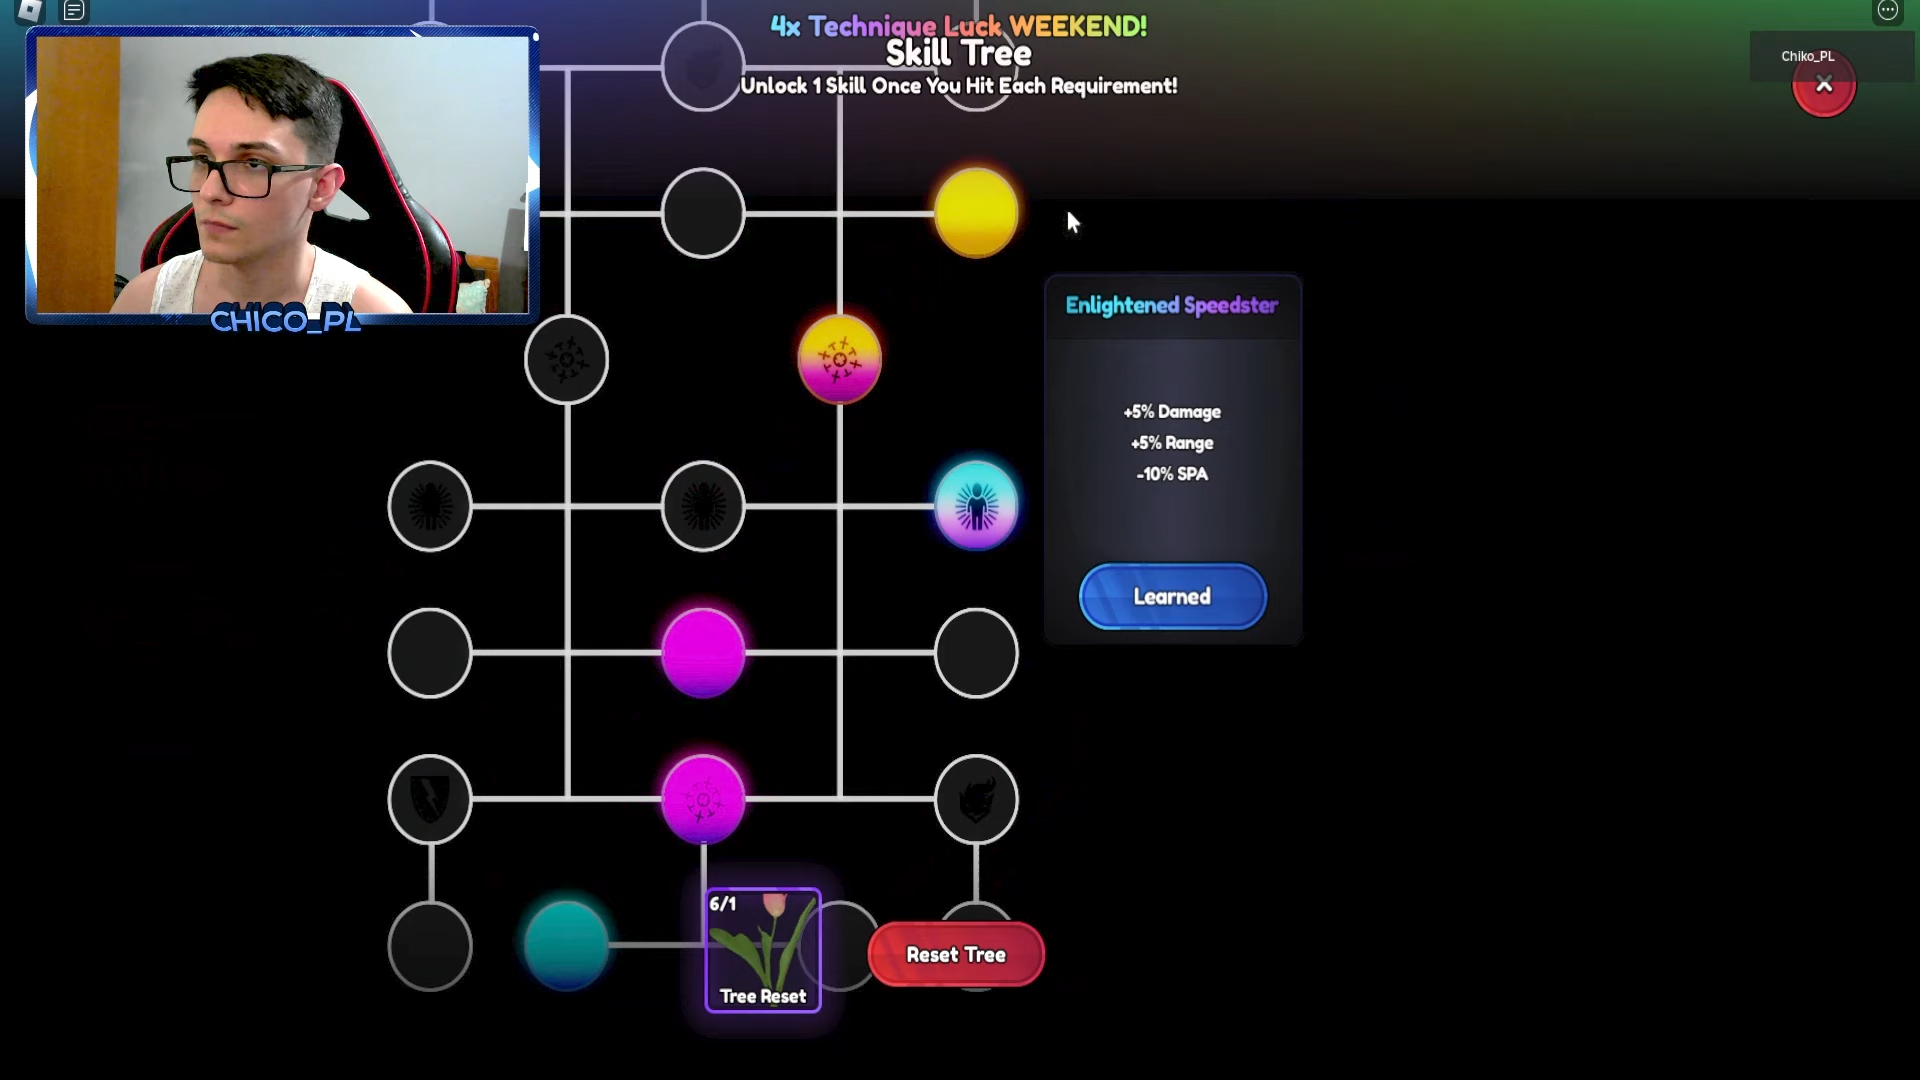 4x Technique Luck WEEKEND!
Skill Tree
Unlock 1 Skill Once You Hit Each Requirement!
Chiko_PL
CHICO_PL
Enlightened Speedster
+5% Damage
+5% Range
-10% SPA
Learned
6/1
Tree Reset
Reset Tree